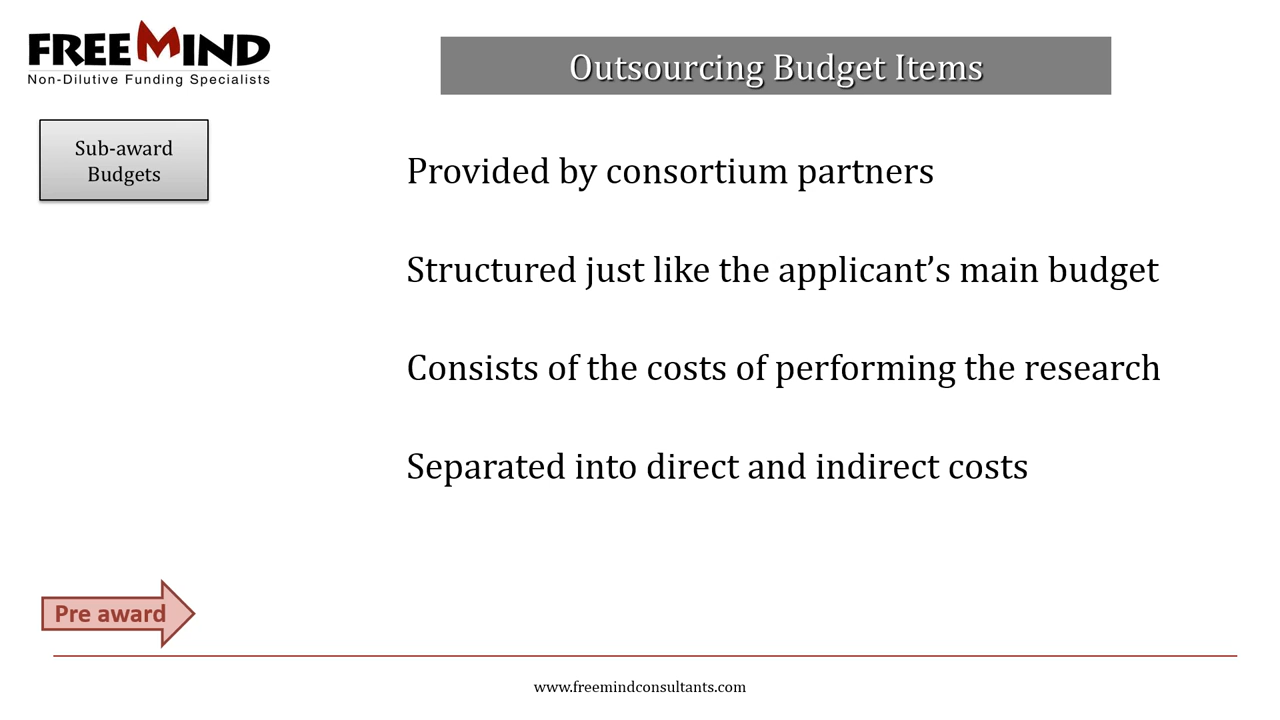 FREEMIND
Non-Dilutive Funding Specialists
Outsourcing Budget Items
Sub-award
Budgets
Provided by consortium partners
Structured just like the applicant’s main budget
Consists of the costs of performing the research
Separated into direct and indirect costs
Pre award
www.freemindconsultants.com